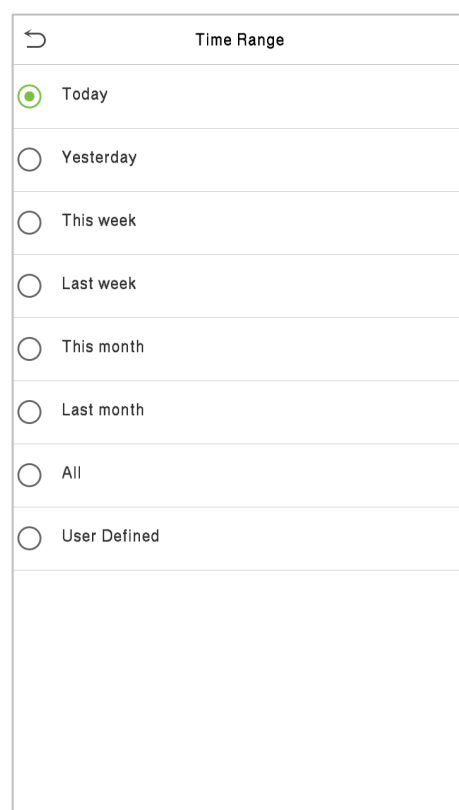 Time Range
Today
Yesterday
This week
Last week
This month
Last month
All
User Defined